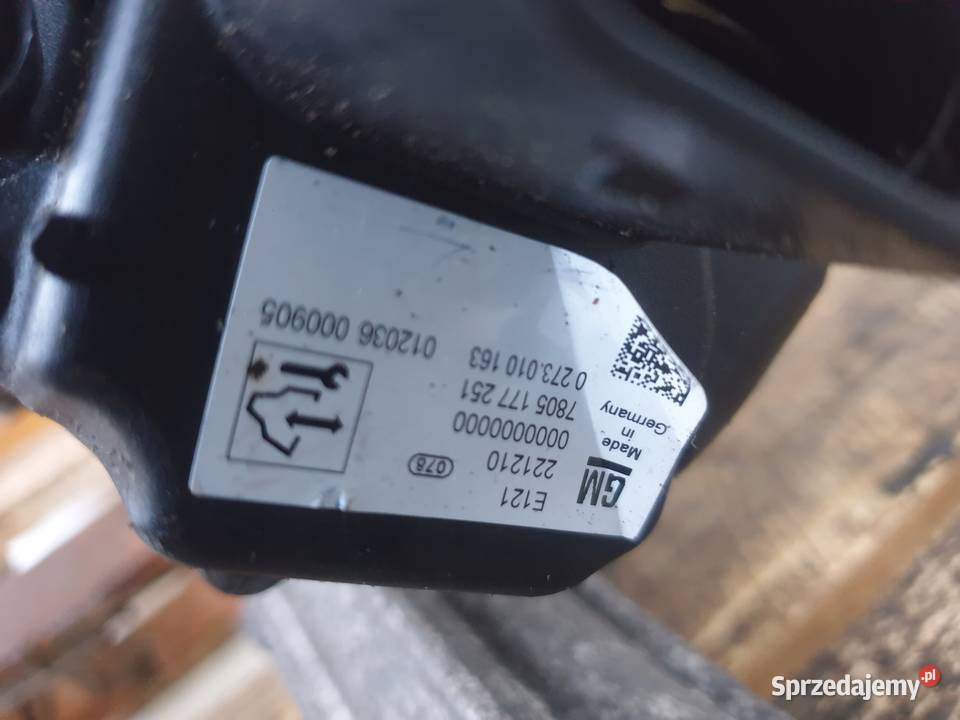 GM
Made
in
Germany
E121
221210
078
000000000
7805 177 251
0 273.010 163
012036 000905
Sprzedajemy.pl